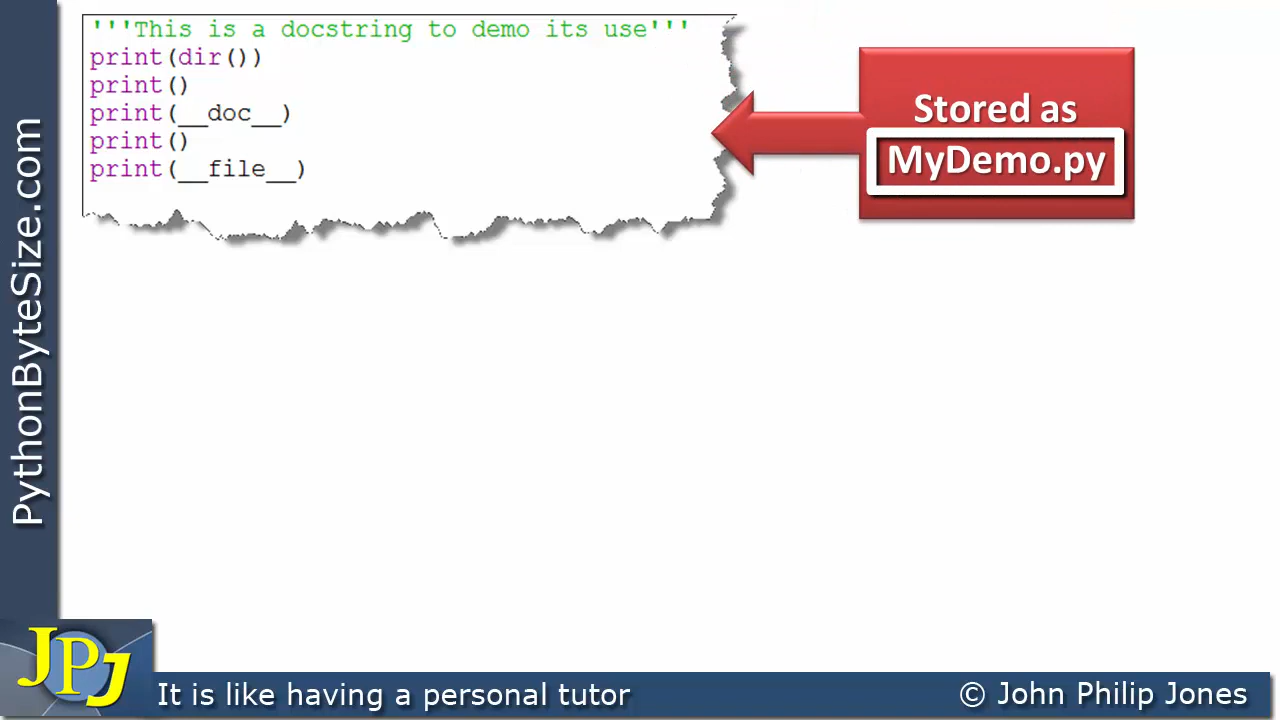 '''This is a docstring to demo its use'''
print(dir())
print()
print(__doc__)
print()
print(__file__)
Stored as
MyDemo.py
PythonByteSize.com
JPJ
It is like having a personal tutor
© John Philip Jones